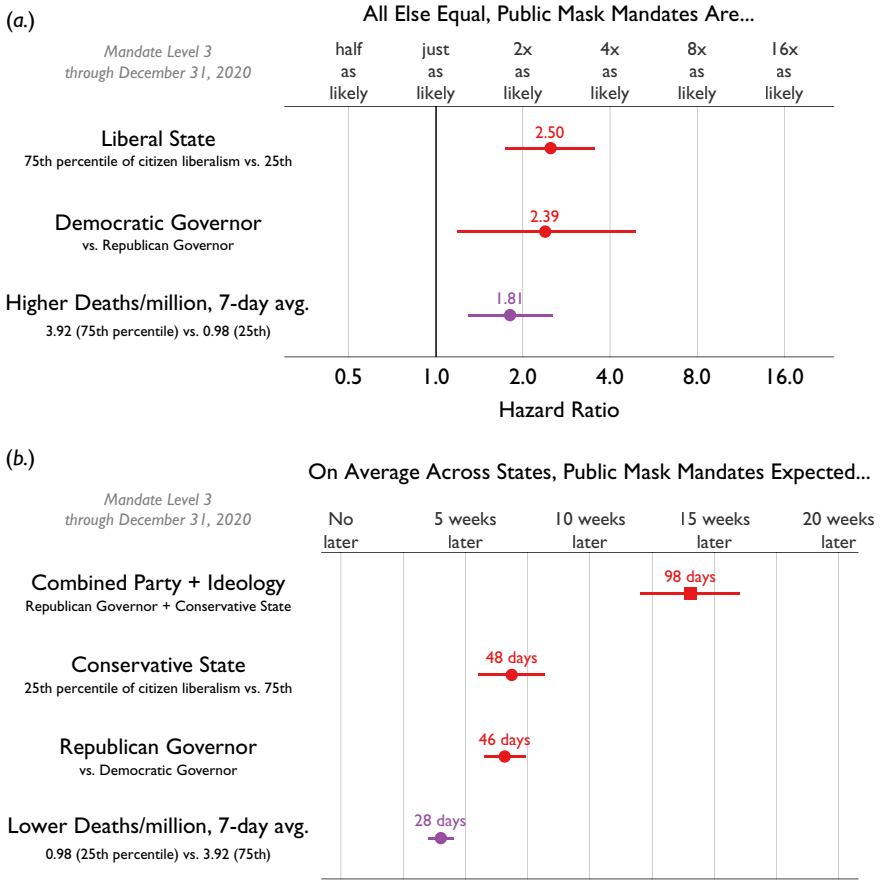 (a.)
All Else Equal, Public Mask Mandates Are...
Mandate Level 3
through December 31, 2020
half as likely
just as likely
2x as likely
4x as likely
8x as likely
16x as likely
Liberal State
75th percentile of citizen liberalism vs. 25th
2.50
Democratic Governor
vs. Republican Governor
2.39
Higher Deaths/million, 7-day avg.
3.92 (75th percentile) vs. 0.98 (25th)
1.81
0.5 1.0 2.0 4.0 8.0 16.0
Hazard Ratio
(b.)
On Average Across States, Public Mask Mandates Expected...
Mandate Level 3
through December 31, 2020
No later
5 weeks later
10 weeks later
15 weeks later
20 weeks later
Combined Party + Ideology
Republican Governor + Conservative State
98 days
Conservative State
25th percentile of citizen liberalism vs. 75th
48 days
Republican Governor
vs. Democratic Governor
46 days
Lower Deaths/million, 7-day avg.
0.98 (25th percentile) vs. 3.92 (75th)
28 days